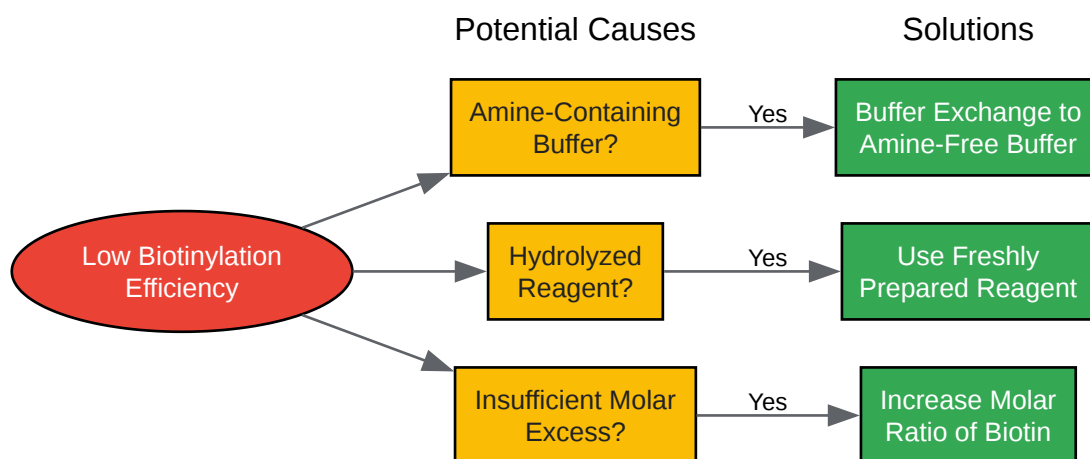 Potential Causes
Solutions
Amine-Containing
Buffer?
Yes
Buffer Exchange to
Amine-Free Buffer
Low Biotinylation
Efficiency
Hydrolyzed
Reagent?
Yes
Use Freshly
Prepared Reagent
Insufficient Molar
Excess?
Yes
Increase Molar
Ratio of Biotin